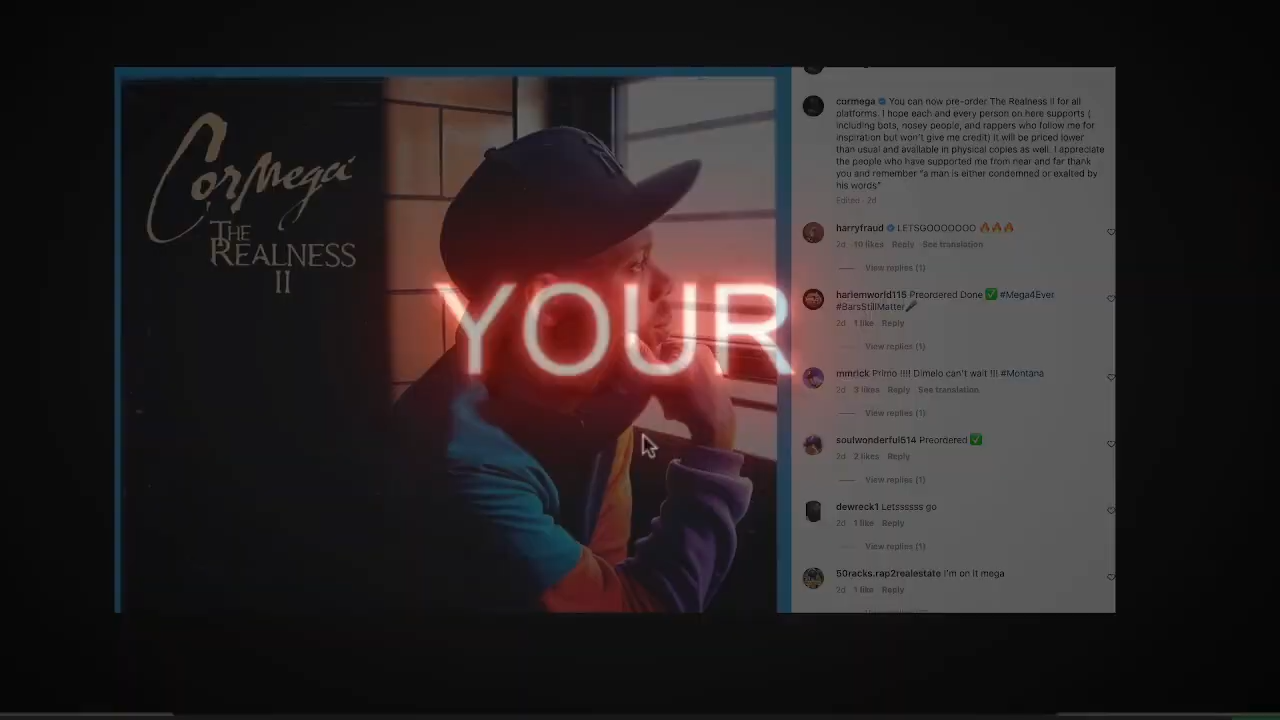 Cormega
THE
REALNESS
II
YOUR
cormega You can now pre-order The Realness II for all
platforms. I hope each and every person on here supports (
including bots, nosey people, and rappers who follow me for
inspiration but won't give me credit) It will be priced lower
than usual and available in physical copies as well. I appreciate
the people who have supported me from near and far thank
you and remember "a man is either condemned or exalted by
his words"
Edited · 2d
harryfraud LETSGOOOOOOO 🔥🔥🔥
2d 10 likes Reply See translation
View replies (1)
harlemworld115 Preordered Done ✅ #Mega4Ever
#BarsStillMatter🎤
2d 1 like Reply
View replies (1)
mmrick Primo !!!! Dimelo can't wait !!! #Montana
2d 3 likes Reply See translation
View replies (1)
soulwonderful514 Preordered ✅
2d 2 likes Reply
View replies (1)
dewreck1 Letssssss go
2d 1 like Reply
View replies (1)
50racks.rap2realestate I'm on it mega
2d 1 like Reply